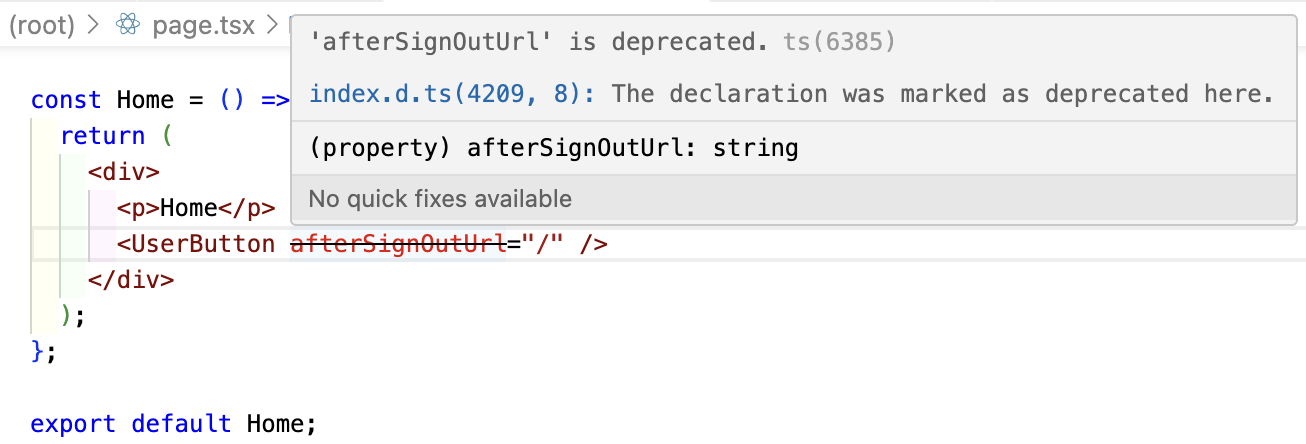 (root) > page.tsx >
'afterSignOutUrl' is deprecated. ts(6385)
index.d.ts(4209, 8): The declaration was marked as deprecated here.
(property) afterSignOutUrl: string
No quick fixes available
const Home = () =>
return (
<div>
<p>Home</p>
<UserButton afterSignOutUrl="/" />
</div>
);
};
export default Home;